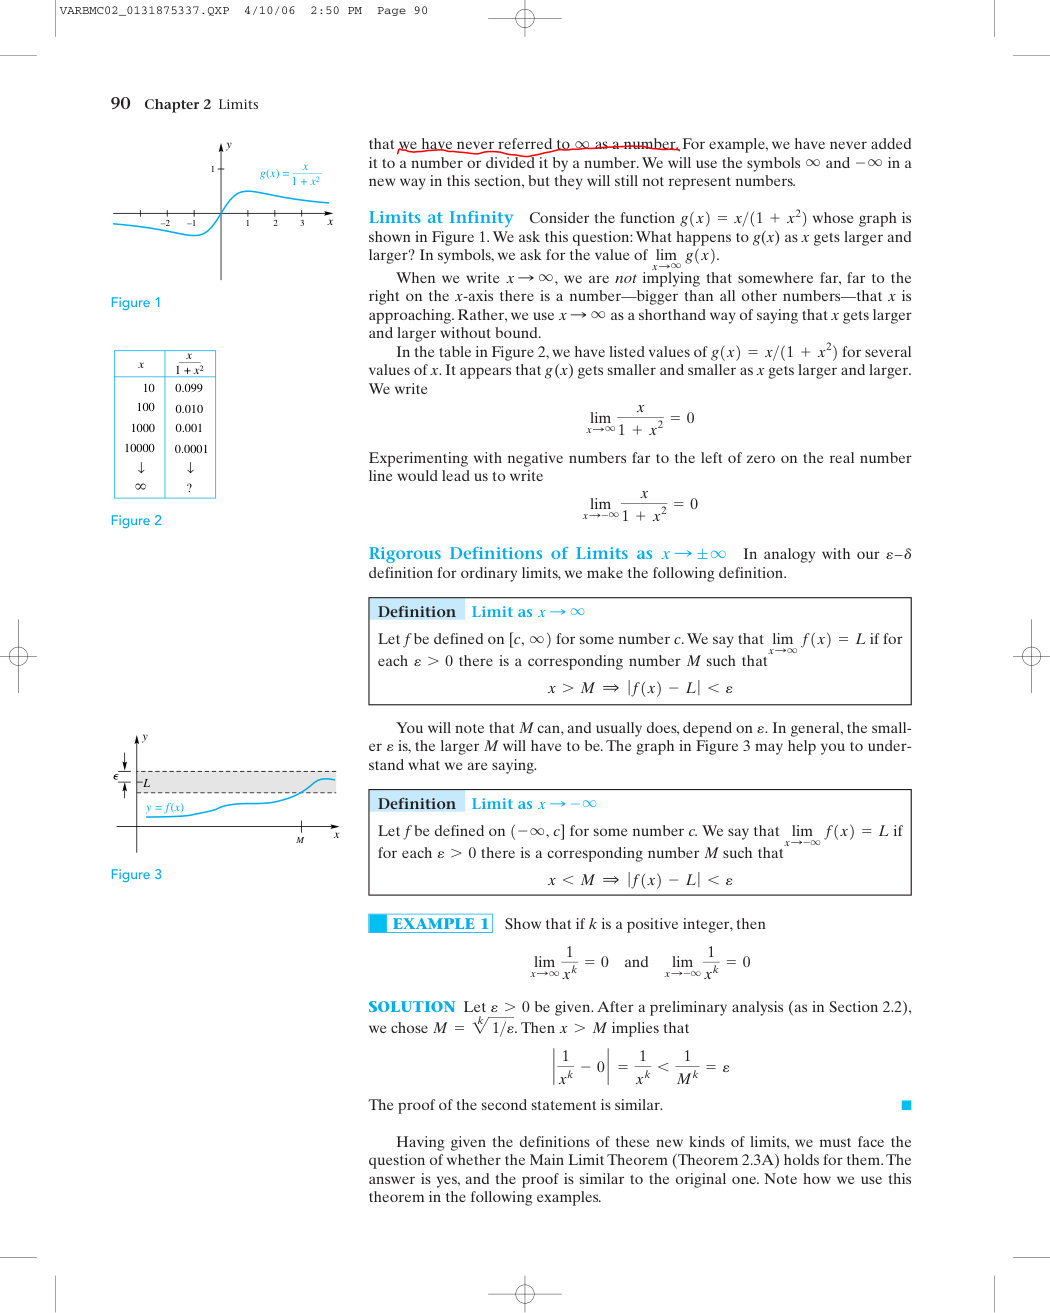 VARBMC02_0131875337.QXP 4/10/06 2:50 PM Page 90
90 Chapter 2 Limits
y
1
g(x) = x/(1 + x²)
−2 −1 1 2 3 x
Figure 1
x x/(1 + x²)
10 0.099
100 0.010
1000 0.001
10000 0.0001
↓ ↓
∞ ?
Figure 2
that we have never referred to ∞ as a number. For example, we have never added
it to a number or divided it by a number. We will use the symbols ∞ and −∞ in a
new way in this section, but they will still not represent numbers.
Limits at Infinity Consider the function g(x) = x/(1 + x²) whose graph is
shown in Figure 1. We ask this question: What happens to g(x) as x gets larger and
larger? In symbols, we ask for the value of lim x→∞ g(x).
When we write x → ∞, we are not implying that somewhere far, far to the
right on the x-axis there is a number—bigger than all other numbers—that x is
approaching. Rather, we use x → ∞ as a shorthand way of saying that x gets larger
and larger without bound.
In the table in Figure 2, we have listed values of g(x) = x/(1 + x²) for several
values of x. It appears that g(x) gets smaller and smaller as x gets larger and larger.
We write
lim x→∞ x/(1 + x²) = 0
Experimenting with negative numbers far to the left of zero on the real number
line would lead us to write
lim x→−∞ x/(1 + x²) = 0
Rigorous Definitions of Limits as x → ±∞ In analogy with our ε–δ
definition for ordinary limits, we make the following definition.
Definition Limit as x → ∞
Let f be defined on [c, ∞) for some number c. We say that lim x→∞ f(x) = L if for
each ε > 0 there is a corresponding number M such that
x > M ⇒ |f(x) − L| < ε
You will note that M can, and usually does, depend on ε. In general, the small-
er ε is, the larger M will have to be. The graph in Figure 3 may help you to under-
stand what we are saying.
y
ϵ
L
y = f(x)
M x
Figure 3
Definition Limit as x → −∞
Let f be defined on (−∞, c] for some number c. We say that lim x→−∞ f(x) = L if
for each ε > 0 there is a corresponding number M such that
x < M ⇒ |f(x) − L| < ε
EXAMPLE 1 Show that if k is a positive integer, then
lim x→∞ 1/xᵏ = 0 and lim x→−∞ 1/xᵏ = 0
SOLUTION Let ε > 0 be given. After a preliminary analysis (as in Section 2.2),
we chose M = ᵏ√1/ε. Then x > M implies that
|1/xᵏ − 0| = 1/xᵏ < 1/Mᵏ = ε
The proof of the second statement is similar.
Having given the definitions of these new kinds of limits, we must face the
question of whether the Main Limit Theorem (Theorem 2.3A) holds for them. The
answer is yes, and the proof is similar to the original one. Note how we use this
theorem in the following examples.